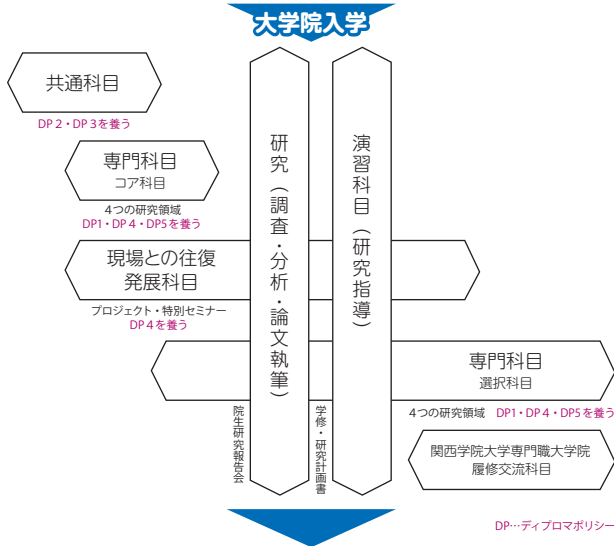 大学院入学
共通科目
DP2・DP3を養う
専門科目
コア科目
4つの研究領域
DP1・DP4・DP5を養う
現場との往復
発展科目
プロジェクト・特別セミナー
DP4を養う
研究（調査・分析・論文執筆）
演習科目（研究指導）
専門科目
選択科目
4つの研究領域 DP1・DP4・DP5を養う
院生研究報告会
学修・研究計画書
関西学院大学専門職大学院
履修交流科目
DP…ディプロマポリシー